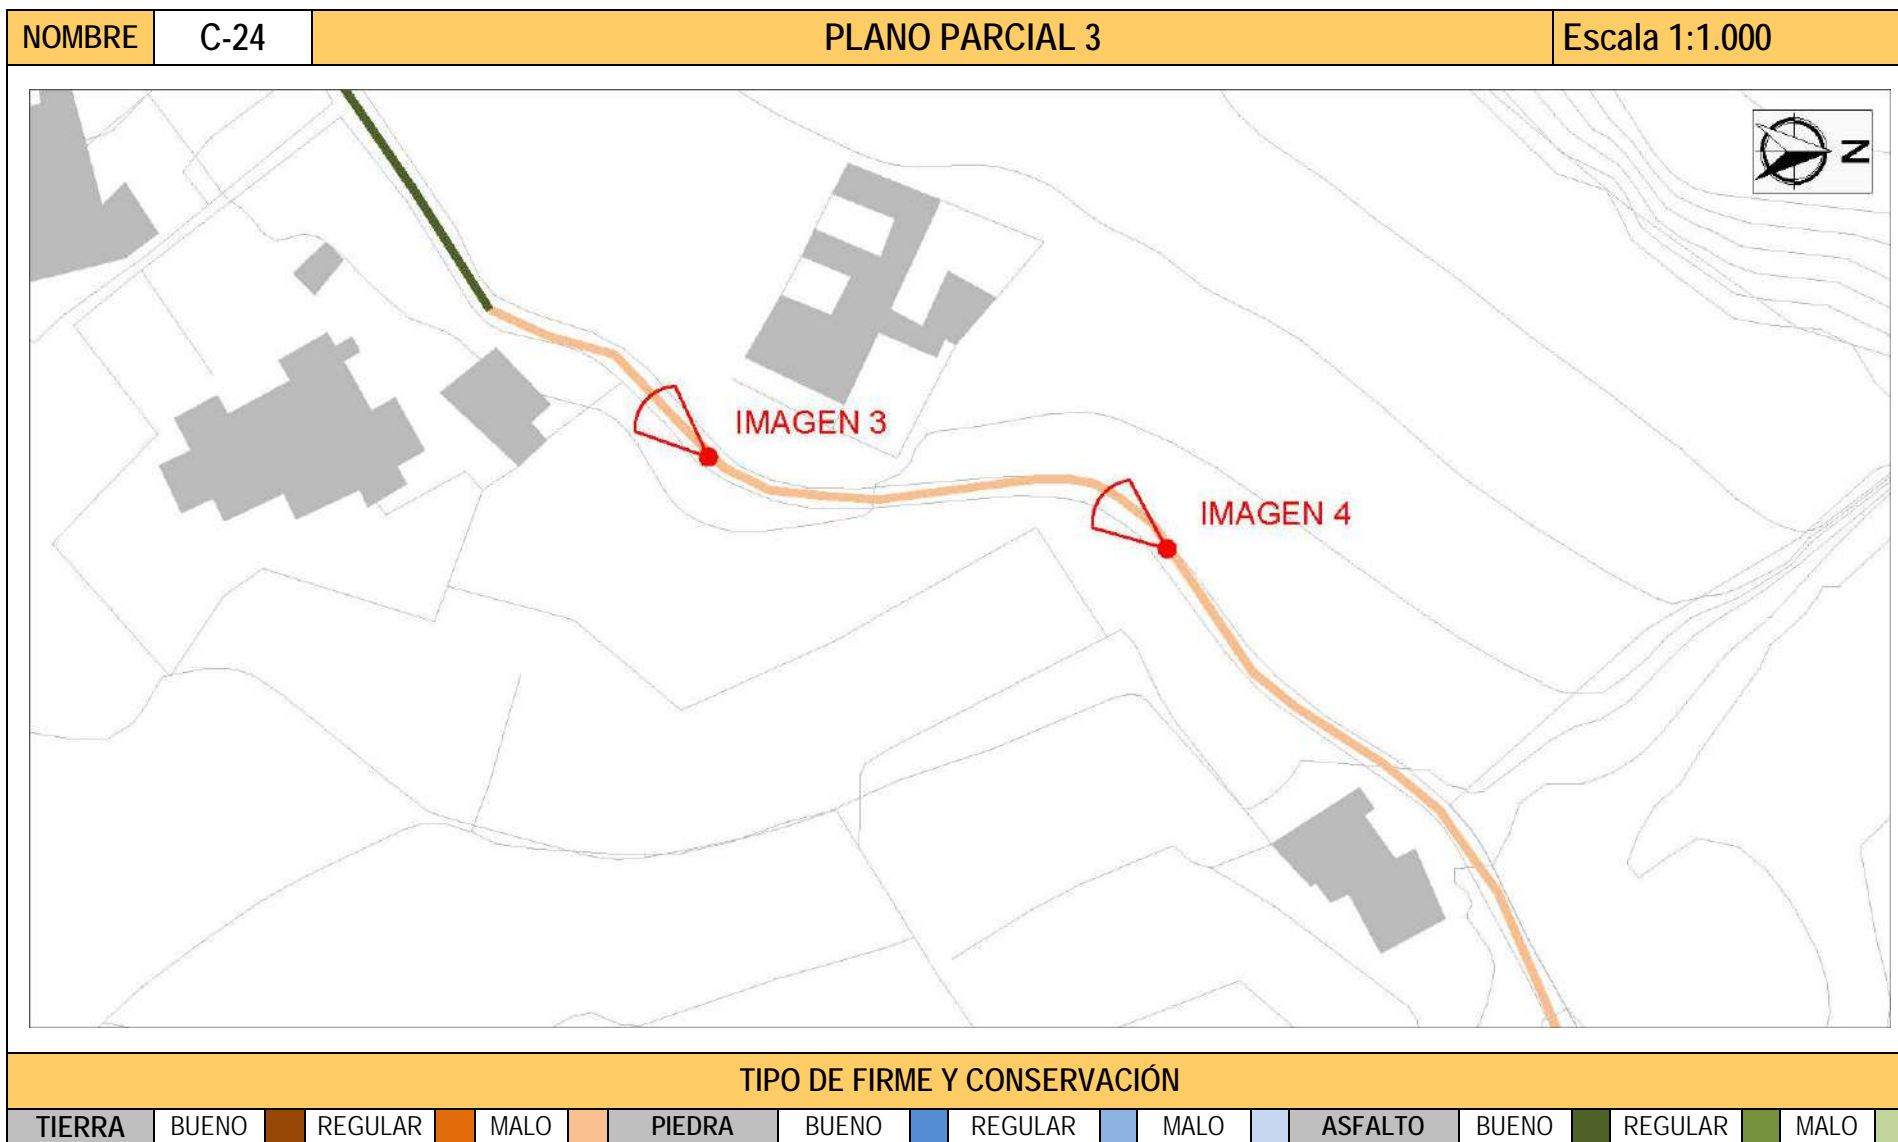 NOMBRE C-24 PLANO PARCIAL 3 Escala 1:1.000
N
IMAGEN 3
IMAGEN 4
TIPO DE FIRME Y CONSERVACIÓN
TIERRA BUENO REGULAR MALO PIEDRA BUENO REGULAR MALO ASFALTO BUENO REGULAR MALO